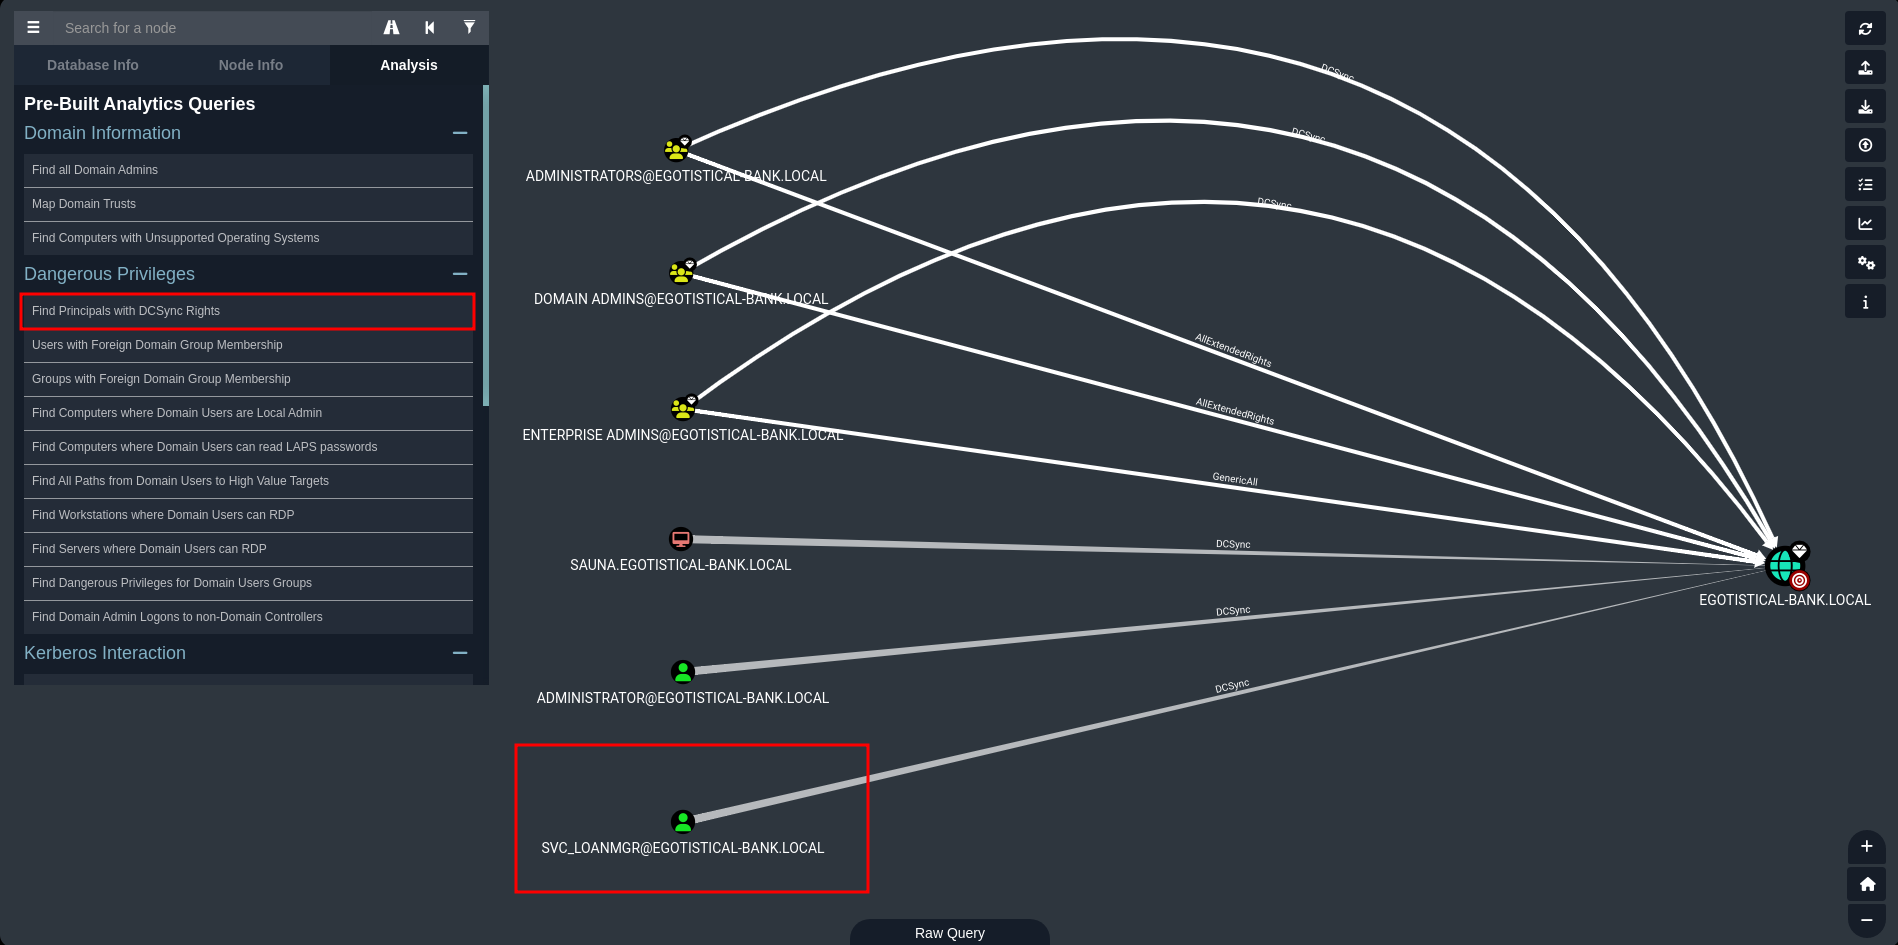 Search for a node
Database Info
Node Info
Analysis
Pre-Built Analytics Queries
Domain Information
Find all Domain Admins
Map Domain Trusts
Find Computers with Unsupported Operating Systems
Dangerous Privileges
Find Principals with DCSync Rights
Users with Foreign Domain Group Membership
Groups with Foreign Domain Group Membership
Find Computers where Domain Users are Local Admin
Find Computers where Domain Users can read LAPS passwords
Find All Paths from Domain Users to High Value Targets
Find Workstations where Domain Users can RDP
Find Servers where Domain Users can RDP
Find Dangerous Privileges for Domain Users Groups
Find Domain Admin Logons to non-Domain Controllers
Kerberos Interaction
DCSync
DCSync
ADMINISTRATORS@EGOTISTICAL-BANK.LOCAL
DCSync
DOMAIN ADMINS@EGOTISTICAL-BANK.LOCAL
AllExtendedRights
AllExtendedRights
ENTERPRISE ADMINS@EGOTISTICAL-BANK.LOCAL
GenericAll
DCSync
SAUNA.EGOTISTICAL-BANK.LOCAL
EGOTISTICAL-BANK.LOCAL
DCSync
ADMINISTRATOR@EGOTISTICAL-BANK.LOCAL
DCSync
SVC_LOANMGR@EGOTISTICAL-BANK.LOCAL
Raw Query